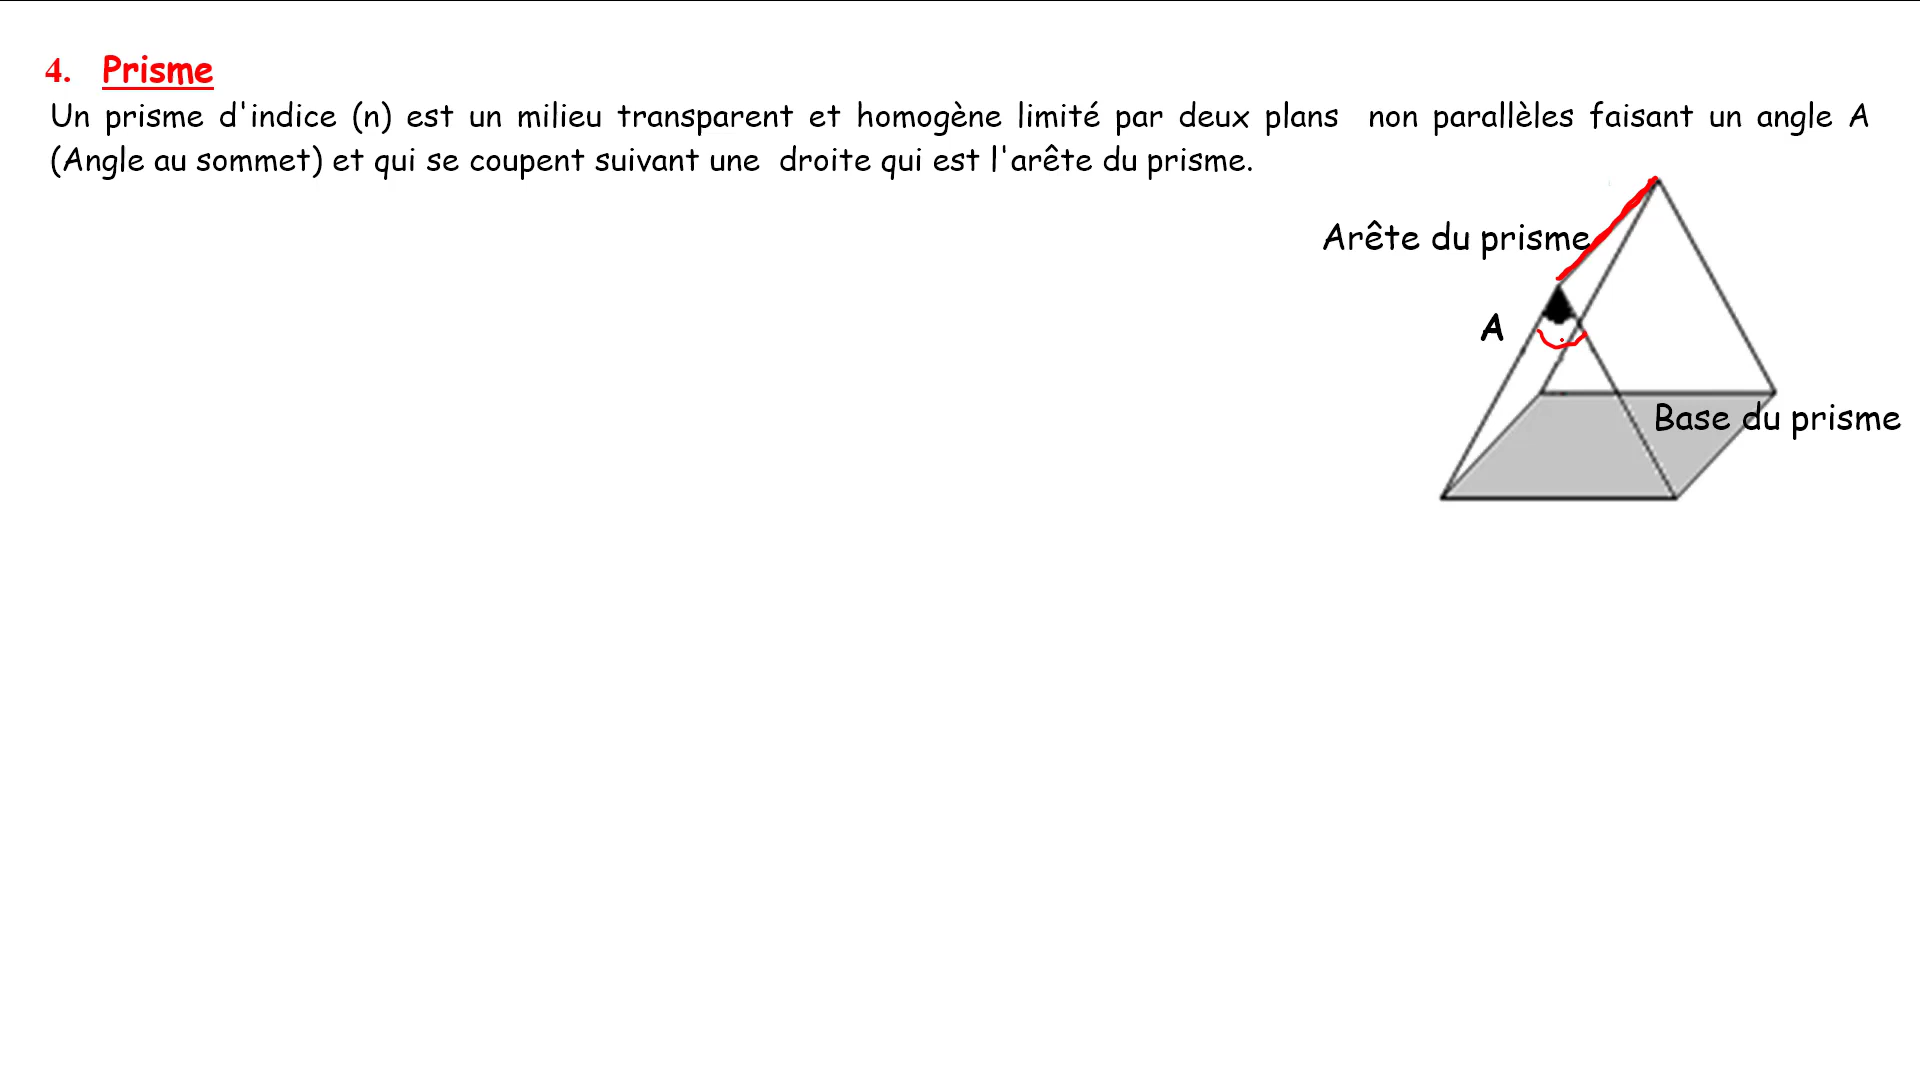 4. Prisme
Un prisme d'indice (n) est un milieu transparent et homogène limité par deux plans non parallèles faisant un angle A
(Angle au sommet) et qui se coupent suivant une droite qui est l'arête du prisme.
Arête du prisme
A
Base du prisme